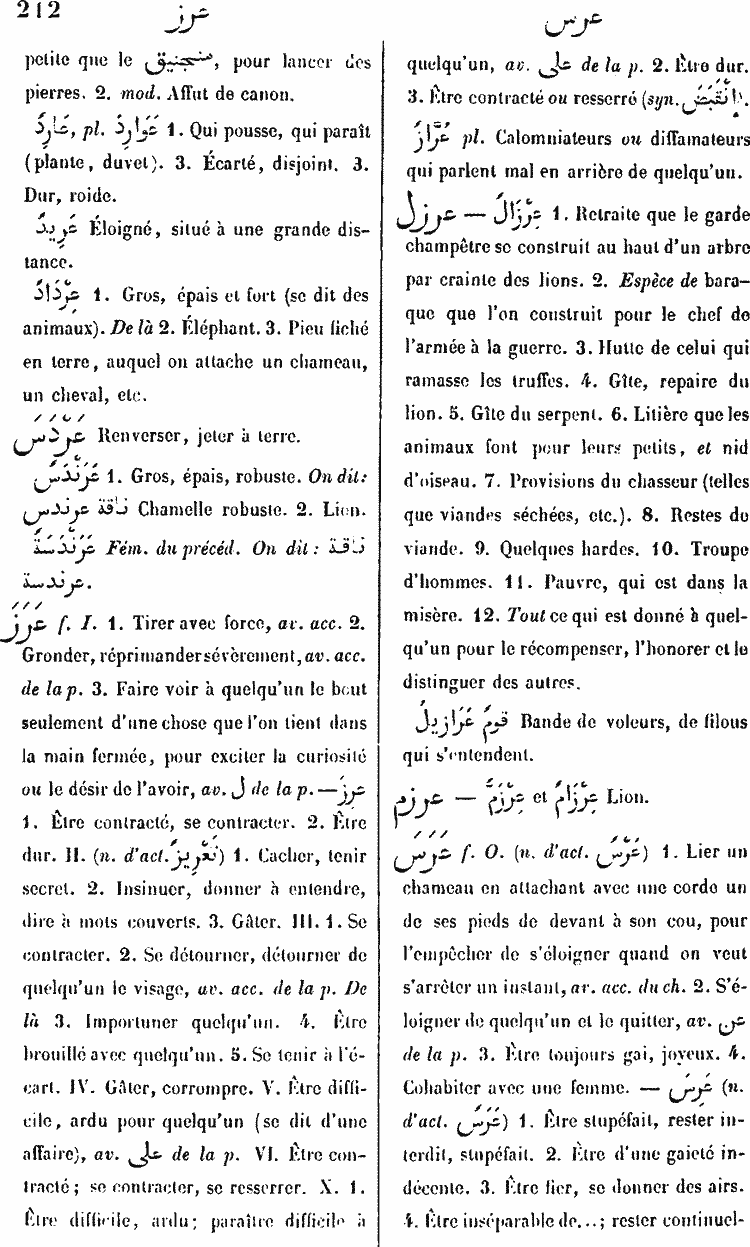 212
عرز
عرس
petite que le منجنيق, pour lancer des
pierres. 2. mod. Affut de canon.
عَارِدٌ, pl. عَوَارِدُ 1. Qui pousse, qui paraît
(plante, duvet). 3. Écarté, disjoint. 3.
Dur, roide.
عَرِيدٌ Éloigné, situé à une grande dis-
tance.
عِرْدَادٌ 1. Gros, épais et fort (se dit des
animaux). De là 2. Éléphant. 3. Pieu fiché
en terre, auquel on attache un chameau,
un cheval, etc.
عَرْدَسَ Renverser, jeter à terre.
عَرَنْدَسٌ 1. Gros, épais, robuste. On dit:
ناقة عرندس Chamelle robuste. 2. Lion.
عَرَنْدَسَةٌ Fém. du précéd. On dit: ناقة
عرندسة.
عَرَزَ f. I. 1. Tirer avec force, av. acc. 2.
Gronder, réprimander sévèrement, av. acc.
de la p. 3. Faire voir à quelqu'un le bout
seulement d'une chose que l'on tient dans
la main fermée, pour exciter la curiosité
ou le désir de l'avoir, av. ل de la p. — عَرِزَ
1. Être contracté, se contracter. 2. Être
dur. II. (n. d'act. تَعْرِيزٌ) 1. Cacher, tenir
secret. 2. Insinuer, donner à entendre,
dire à mots couverts. 3. Gâter. III. 1. Se
contracter. 2. Se détourner, détourner de
quelqu'un le visage, av. acc. de la p. De
là 3. Importuner quelqu'un. 4. Être
brouillé avec quelqu'un. 5. Se tenir à l'é-
cart. IV. Gâter, corrompre. V. Être diffi-
cile, ardu pour quelqu'un (se dit d'une
affaire), av. على de la p. VI. Être con-
tracté; se contracter, se resserrer. X. 1.
Être difficile, ardu; paraître difficile à
quelqu'un, av. على de la p. 2. Être dur.
3. Être contracté ou resserré (syn. إِنْقَبَضَ).
عُرَّازٌ pl. Calomniateurs ou diffamateurs
qui parlent mal en arrière de quelqu'un.
عرزل — عِرْزَالٌ 1. Retraite que le garde
champêtre se construit au haut d'un arbre
par crainte des lions. 2. Espèce de bara-
que que l'on construit pour le chef de
l'armée à la guerre. 3. Hutte de celui qui
ramasse les truffes. 4. Gîte, repaire du
lion. 5. Gîte du serpent. 6. Litière que les
animaux font pour leurs petits, et nid
d'oiseau. 7. Provisions du chasseur (telles
que viandes séchées, etc.). 8. Restes de
viande. 9. Quelques hardes. 10. Troupe
d'hommes. 11. Pauvre, qui est dans la
misère. 12. Tout ce qui est donné à quel-
qu'un pour le récompenser, l'honorer et le
distinguer des autres.
قومٌ عَرَازِيلُ Bande de voleurs, de filous
qui s'entendent.
عرزم — عِرْزَمٌّ et عِرْزَامٌ Lion.
عَرَسَ f. O. (n. d'act. عَرْسٌ) 1. Lier un
chameau en attachant avec une corde un
de ses pieds de devant à son cou, pour
l'empêcher de s'éloigner quand on veut
s'arrêter un instant, av. acc. du ch. 2. S'é-
loigner de quelqu'un et le quitter, av. عن
de la p. 3. Être toujours gai, joyeux. 4.
Cohabiter avec une femme. — عَرِسَ (n.
d'act. عَرَسٌ) 1. Être stupéfait, rester in-
terdit, stupéfait. 2. Être d'une gaieté in-
décente. 3. Être fier, se donner des airs.
4. Être inséparable de...; rester continuel-